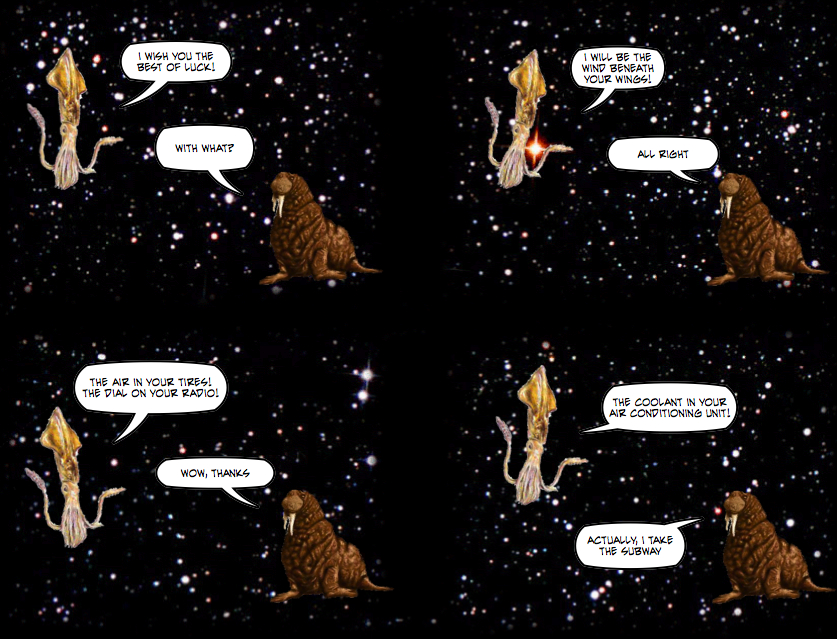 I WISH YOU THE
BEST OF LUCK!
WITH WHAT?
I WILL BE THE
WIND BENEATH
YOUR WINGS!
ALL RIGHT
THE AIR IN YOUR TIRES!
THE DIAL ON YOUR RADIO!
WOW, THANKS
THE COOLANT IN YOUR
AIR CONDITIONING UNIT!
ACTUALLY, I TAKE
THE SUBWAY